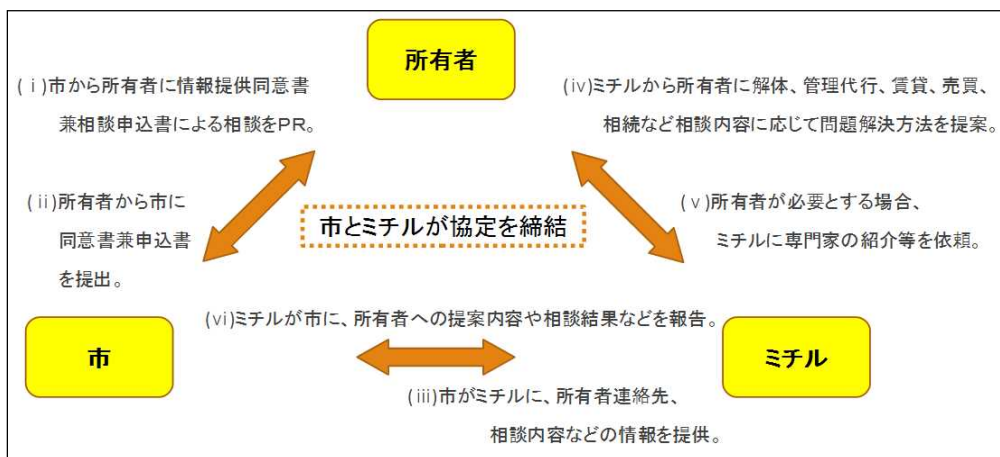 所有者
(ⅰ)市から所有者に情報提供同意書
兼相談申込書による相談をPR。
(ⅳ)ミチルから所有者に解体、管理代行、賃貸、売買、
相続など相談内容に応じて問題解決方法を提案。
(ⅱ)所有者から市に
同意書兼申込書
を提出。
市とミチルが協定を締結
(ⅴ)所有者が必要とする場合、
ミチルに専門家の紹介等を依頼。
(ⅵ)ミチルが市に、所有者への提案内容や相談結果などを報告。
市
ミチル
(ⅲ)市がミチルに、所有者連絡先、
相談内容などの情報を提供。